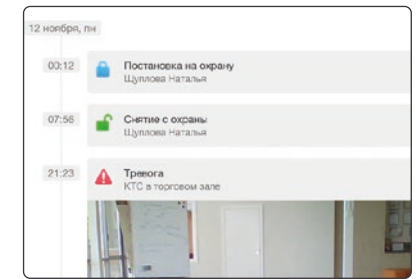 12 ноября, пн
00:12
Постановка на охрану
Щуплова Наталья
07:56
Снятие с охраны
Щуплова Наталья
21:23
Тревога
КТС в торговом зале